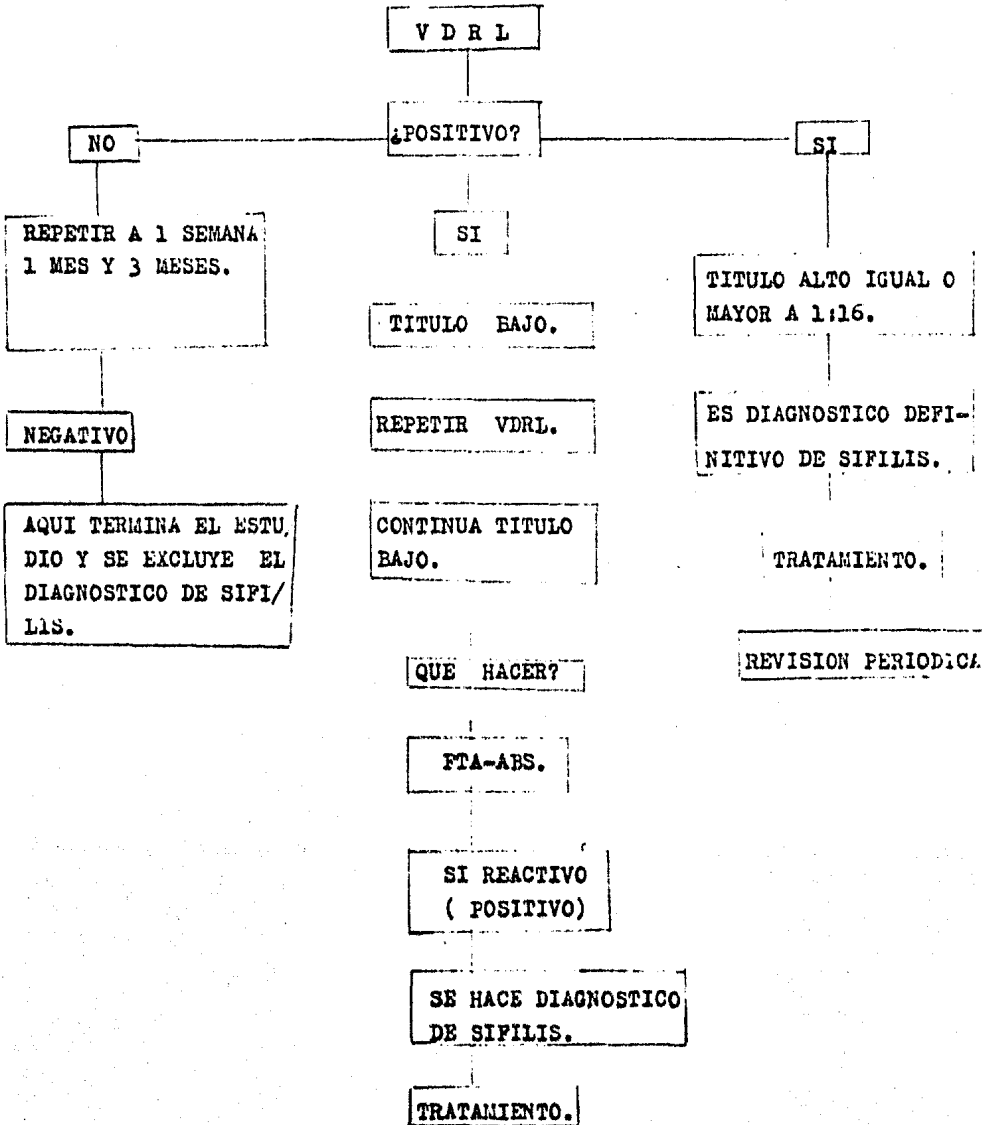 V D R L
¿POSITIVO?
NO
SI
REPETIR A 1 SEMANA
1 MES Y 3 MESES.
NEGATIVO
AQUI TERMINA EL ESTU,
DIO Y SE EXCLUYE EL
DIAGNOSTICO DE SIFI/
LIS.
SI
TITULO BAJO.
REPETIR VDRL.
CONTINUA TITULO
BAJO.
QUE HACER?
FTA-ABS.
SI REACTIVO
( POSITIVO)
SE HACE DIAGNOSTICO
DE SIFILIS.
TRATAMIENTO.
TITULO ALTO IGUAL O
MAYOR A 1:16.
ES DIAGNOSTICO DEFI-
NITIVO DE SIFILIS.
TRATAMIENTO.
REVISION PERIODICA